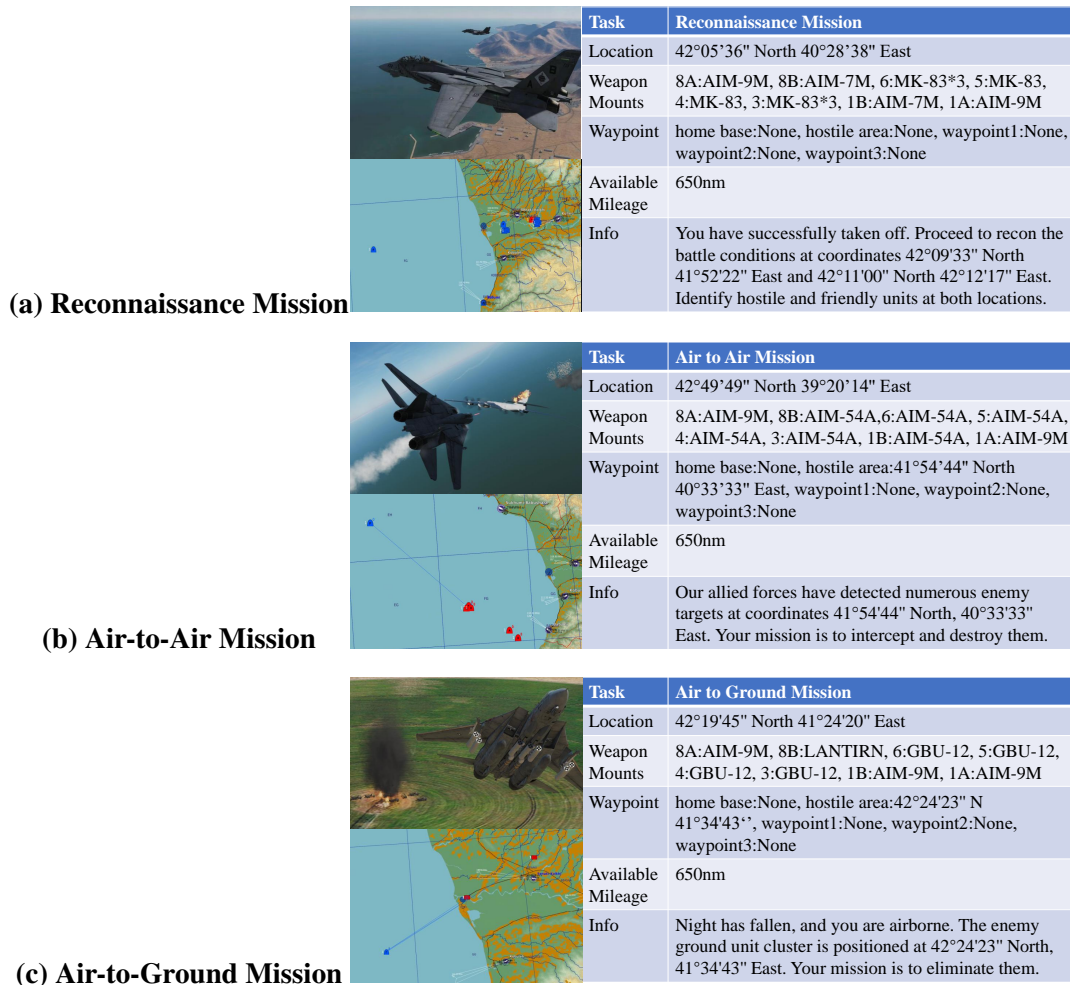 Task Reconnaissance Mission
Location 42°05’36" North 40°28’38" East
Weapon 8A:AIM-9M, 8B:AIM-7M, 6:MK-83*3, 5:MK-83,
Mounts 4:MK-83, 3:MK-83*3, 1B:AIM-7M, 1A:AIM-9M
Waypoint home base:None, hostile area:None, waypoint1:None,
waypoint2:None, waypoint3:None
Available 650nm
Mileage
Info You have successfully taken off. Proceed to recon the
battle conditions at coordinates 42°09'33" North
41°52'22" East and 42°11'00" North 42°12'17" East.
Identify hostile and friendly units at both locations.
(a) Reconnaissance Mission
Task Air to Air Mission
Location 42°49’49" North 39°20’14" East
Weapon 8A:AIM-9M, 8B:AIM-54A,6:AIM-54A, 5:AIM-54A,
Mounts 4:AIM-54A, 3:AIM-54A, 1B:AIM-54A, 1A:AIM-9M
Waypoint home base:None, hostile area:41°54’44" North
40°33’33" East, waypoint1:None, waypoint2:None,
waypoint3:None
Available 650nm
Mileage
Info Our allied forces have detected numerous enemy
targets at coordinates 41°54'44" North, 40°33'33"
East. Your mission is to intercept and destroy them.
(b) Air-to-Air Mission
Task Air to Ground Mission
Location 42°19'45" North 41°24'20" East
Weapon 8A:AIM-9M, 8B:LANTIRN, 6:GBU-12, 5:GBU-12,
Mounts 4:GBU-12, 3:GBU-12, 1B:AIM-9M, 1A:AIM-9M
Waypoint home base:None, hostile area:42°24'23" N
41°34'43‘’, waypoint1:None, waypoint2:None,
waypoint3:None
Available 650nm
Mileage
Info Night has fallen, and you are airborne. The enemy
ground unit cluster is positioned at 42°24'23" North,
41°34'43" East. Your mission is to eliminate them.
(c) Air-to-Ground Mission